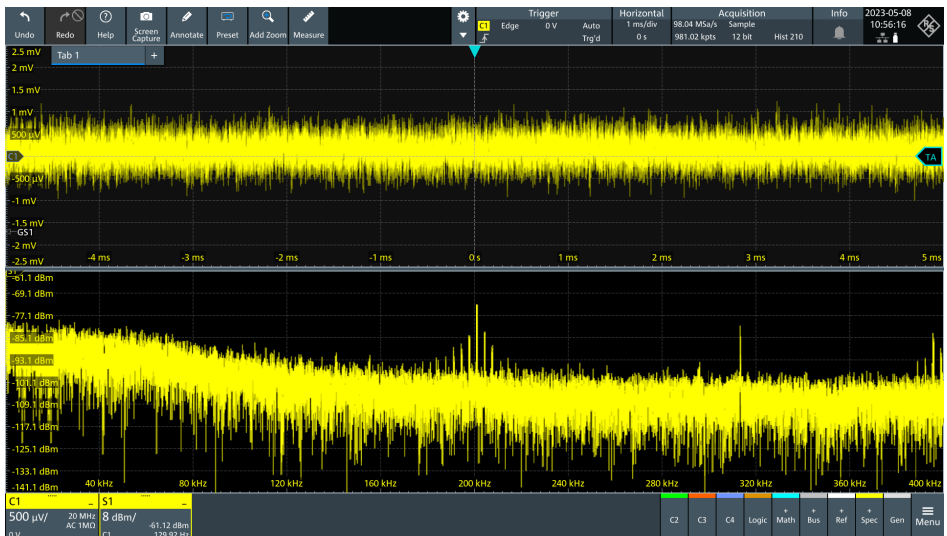 Undo
Redo
Help
Screen
Capture
Annotate
Preset
Add Zoom
Measure
Trigger
C1 Edge 0 V Auto
Trg'd
Horizontal
1 ms/div
0 s
Acquisition
98.04 MSa/s Sample
981.02 kpts 12 bit Hist 210
Info
2023-05-08
10:56:16
2.5 mV
Tab 1 +
2 mV
1.5 mV
1 mV
500 µV
C1
TA
-500 µV
-1 mV
-1.5 mV
GS1
-2 mV
-2.5 mV
-4 ms -3 ms -2 ms -1 ms 0 s 1 ms 2 ms 3 ms 4 ms 5 ms
-61.1 dBm
-69.1 dBm
-77.1 dBm
-85.1 dBm
-93.1 dBm
-101.1 dBm
-109.1 dBm
-117.1 dBm
-125.1 dBm
-133.1 dBm
-141.1 dBm
40 kHz 80 kHz 120 kHz 160 kHz 200 kHz 240 kHz 280 kHz 320 kHz 360 kHz 400 kHz
C1
500 µV/ 20 MHz
AC 1MΩ
0 V
S1
8 dBm/
-61.12 dBm
C1 129.92 Hz
C2 C3 C4 Logic Math Bus Ref Spec Gen Menu